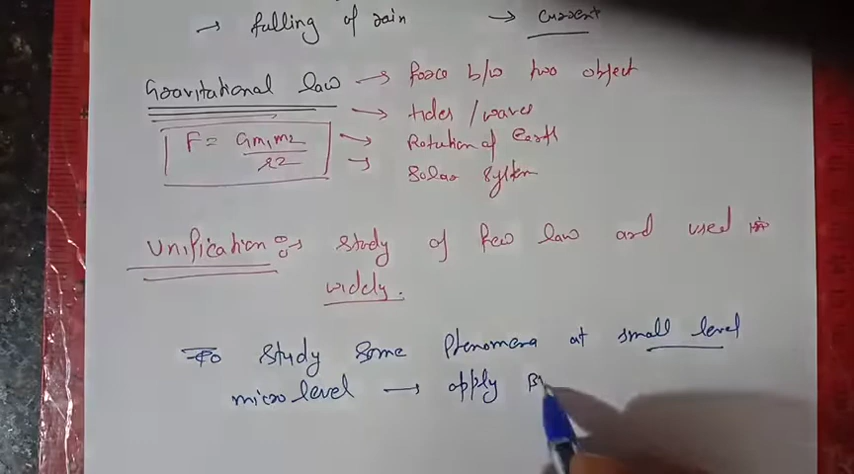 → falling of rain → current
Gravitational law → force b/w two object
→ tides / waves
F = Gm1m2/r2 → Rotation of Earth
→ Solar System
Unification :→ study of few law and used in
widely.
To study some Phenomena at small level
micro level → apply B